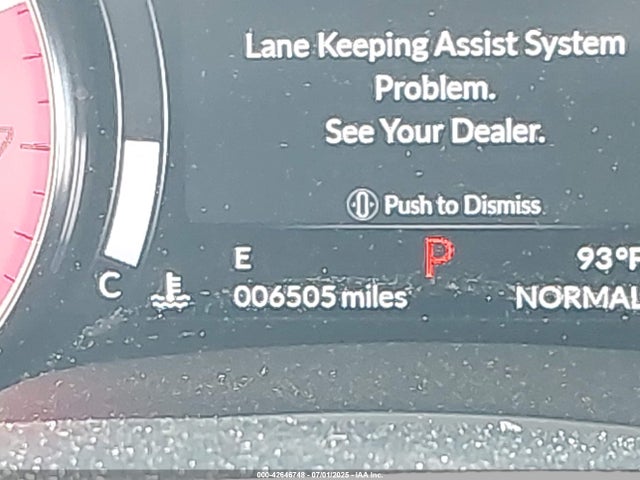 Lane Keeping Assist System
Problem.
See Your Dealer.
Push to Dismiss
E P 93°F
C 006505 miles NORMAL
000-42646748 - 07/01/2025 - IAA Inc.